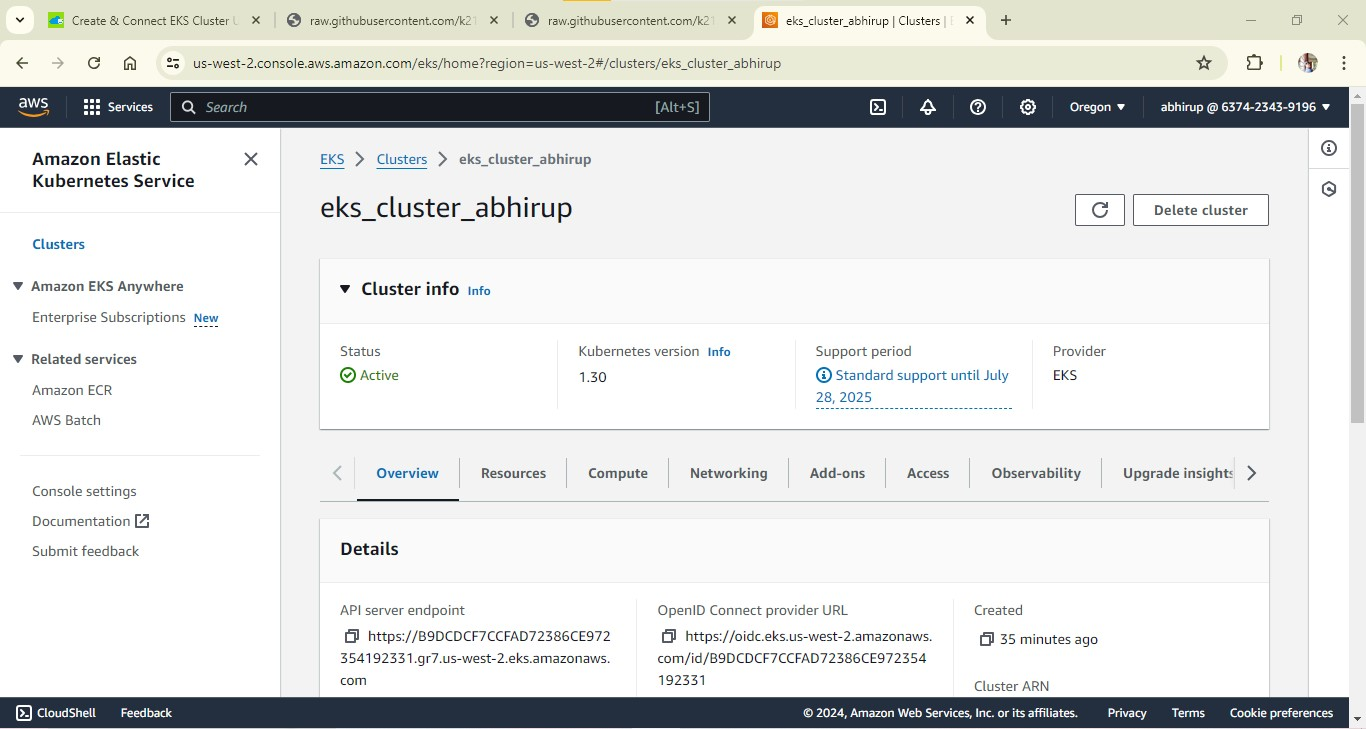 Create & Connect EKS Cluster U
raw.githubusercontent.com/k21
raw.githubusercontent.com/k21
eks_cluster_abhirup | Clusters | E
us-west-2.console.aws.amazon.com/eks/home?region=us-west-2#/clusters/eks_cluster_abhirup
aws
Services
Search
[Alt+S]
Oregon
abhirup @ 6374-2343-9196
Amazon Elastic
Kubernetes Service
Clusters
Amazon EKS Anywhere
Enterprise Subscriptions New
Related services
Amazon ECR
AWS Batch
Console settings
Documentation
Submit feedback
EKS
Clusters
eks_cluster_abhirup
eks_cluster_abhirup
Delete cluster
Cluster info Info
Status
Active
Kubernetes version Info
1.30
Support period
Standard support until July
28, 2025
Provider
EKS
Overview
Resources
Compute
Networking
Add-ons
Access
Observability
Upgrade insights
Details
API server endpoint
https://B9DCDCF7CCFAD72386CE972
354192331.gr7.us-west-2.eks.amazonaws.
com
OpenID Connect provider URL
https://oidc.eks.us-west-2.amazonaws.
com/id/B9DCDCF7CCFAD72386CE972354
192331
Created
35 minutes ago
Cluster ARN
CloudShell
Feedback
© 2024, Amazon Web Services, Inc. or its affiliates.
Privacy
Terms
Cookie preferences